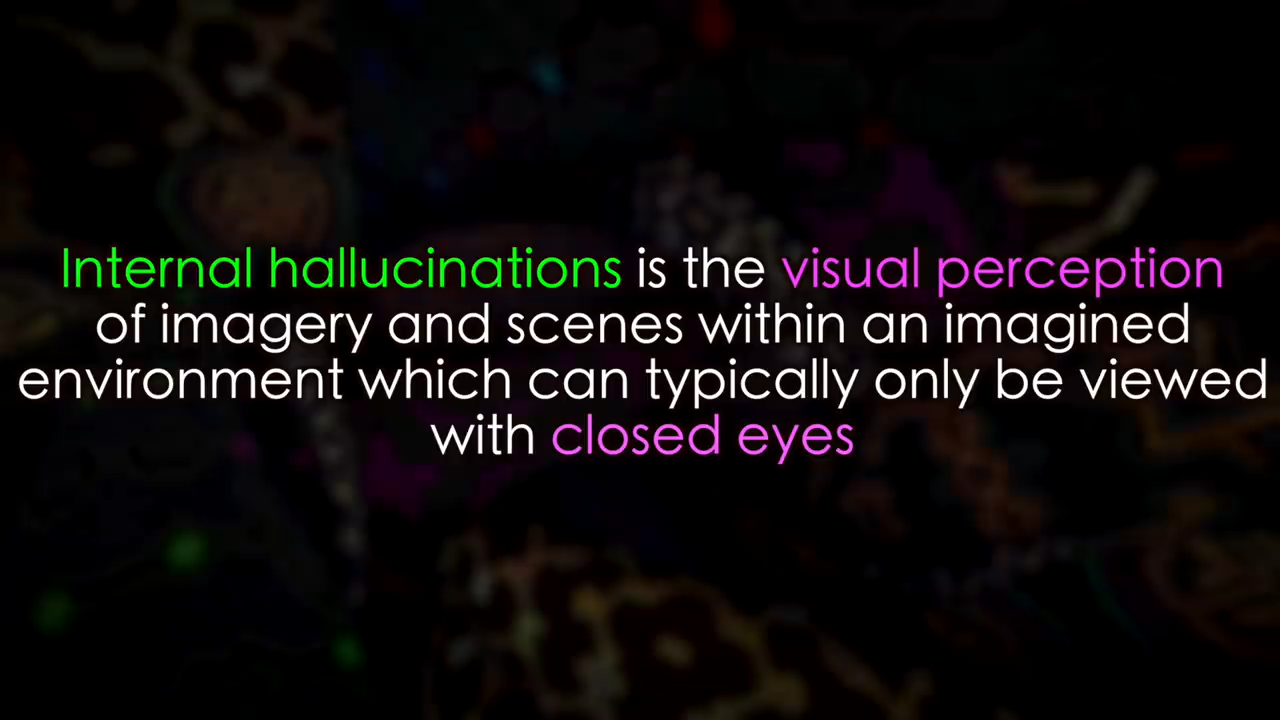 Internal hallucinations is the visual perception
of imagery and scenes within an imagined
environment which can typically only be viewed
with closed eyes